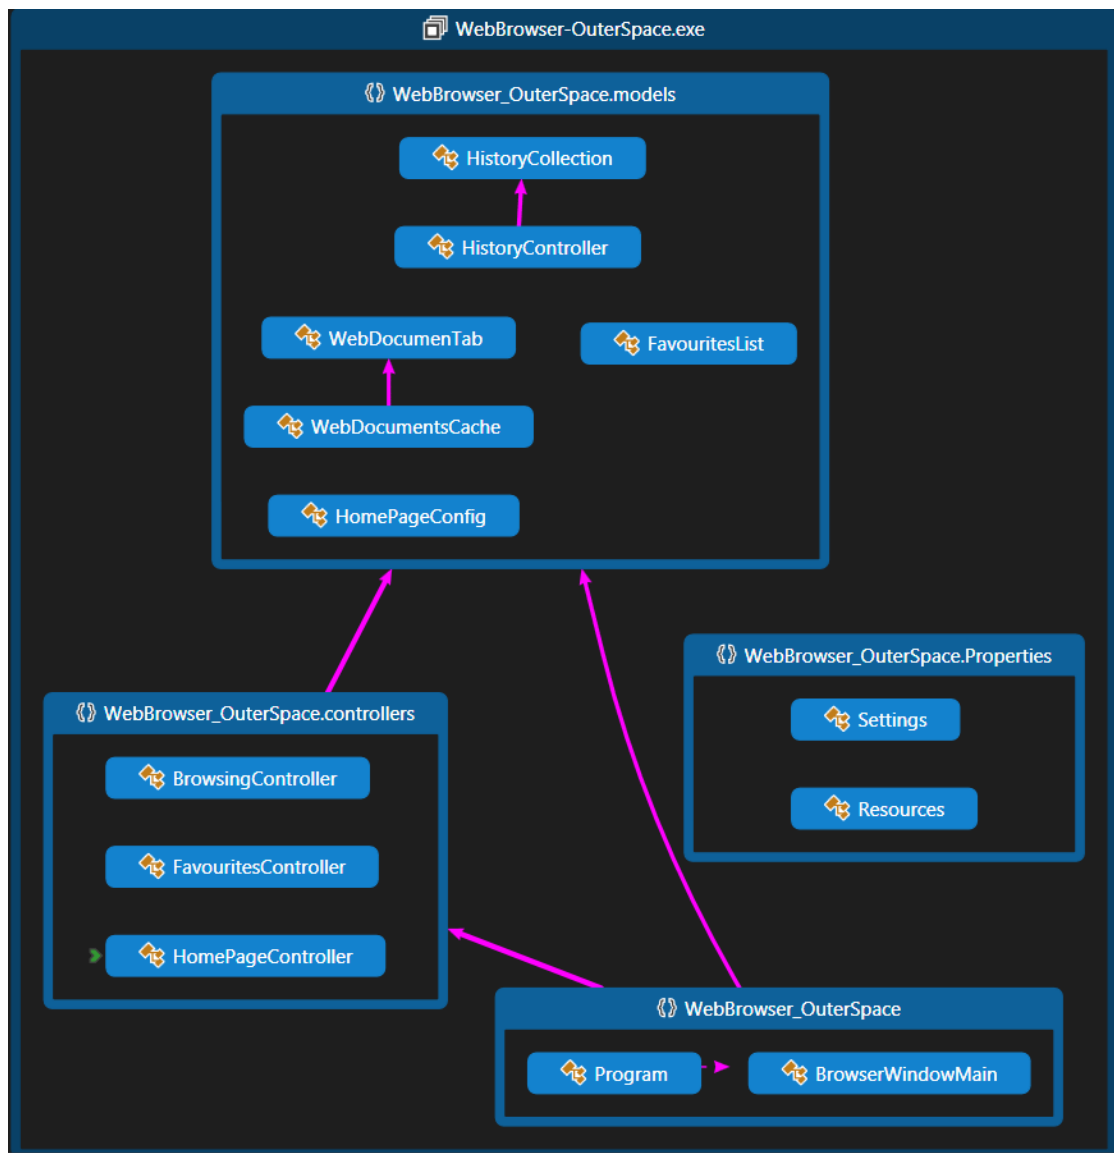 WebBrowser-OuterSpace.exe
WebBrowser_OuterSpace.models
HistoryCollection
HistoryController
WebDocumenTab
FavouritesList
WebDocumentsCache
HomePageConfig
WebBrowser_OuterSpace.Properties
Settings
Resources
WebBrowser_OuterSpace.controllers
BrowsingController
FavouritesController
HomePageController
WebBrowser_OuterSpace
Program
BrowserWindowMain